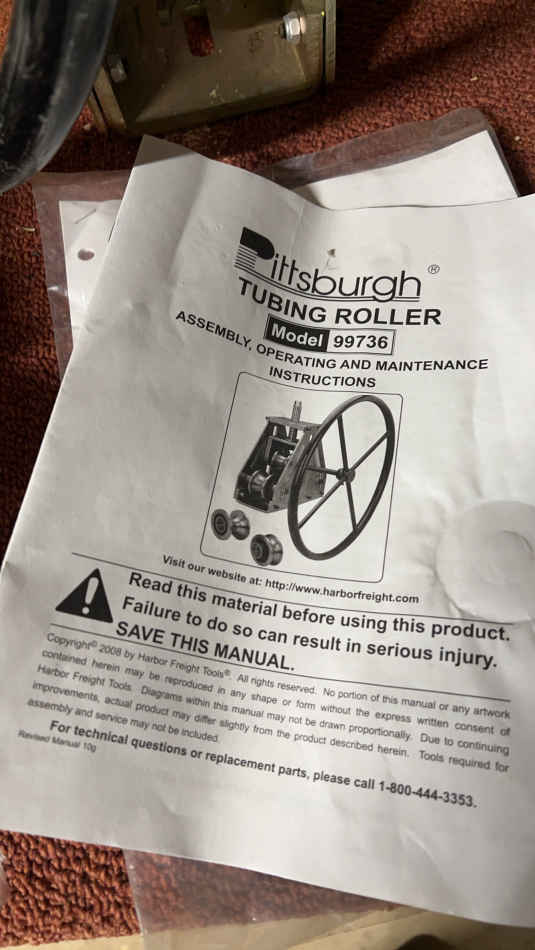 Pittsburgh®
TUBING ROLLER
Model 99736
ASSEMBLY, OPERATING AND MAINTENANCE
INSTRUCTIONS
Visit our website at: http://www.harborfreight.com
Read this material before using this product.
Failure to do so can result in serious injury.
SAVE THIS MANUAL.
Copyright© 2008 by Harbor Freight Tools®. All rights reserved. No portion of this manual or any artwork
contained herein may be reproduced in any shape or form without the express written consent of
Harbor Freight Tools. Diagrams within this manual may not be drawn proportionally. Due to continuing
improvements, actual product may differ slightly from the product described herein. Tools required for
assembly and service may not be included.
For technical questions or replacement parts, please call 1-800-444-3353.
Revised Manual 10g